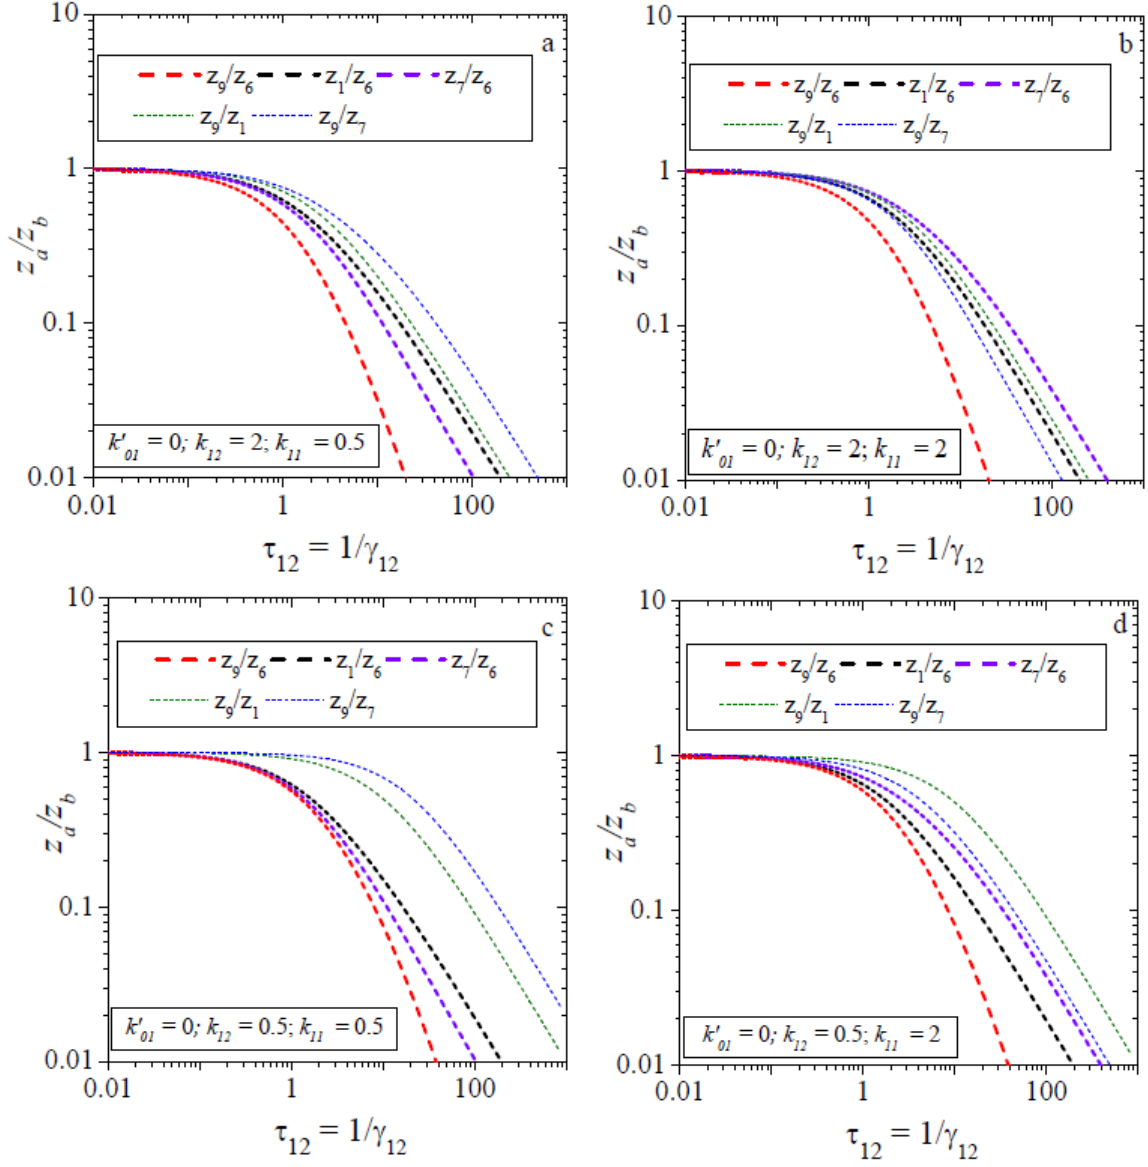 a
z₉/z₆ z₁/z₆ z₇/z₆
z₉/z₁ z₉/z₇
10
1
0.1
0.01
zₐ/z_b
k'₀₁ = 0; k₁₂ = 2; k₁₁ = 0.5
0.01 1 100
τ₁₂ = 1/γ₁₂
b
z₉/z₆ z₁/z₆ z₇/z₆
z₉/z₁ z₉/z₇
10
1
0.1
0.01
zₐ/z_b
k'₀₁ = 0; k₁₂ = 2; k₁₁ = 2
0.01 1 100
τ₁₂ = 1/γ₁₂
c
z₉/z₆ z₁/z₆ z₇/z₆
z₉/z₁ z₉/z₇
10
1
0.1
0.01
zₐ/z_b
k'₀₁ = 0; k₁₂ = 0.5; k₁₁ = 0.5
0.01 1 100
τ₁₂ = 1/γ₁₂
d
z₉/z₆ z₁/z₆ z₇/z₆
z₉/z₁ z₉/z₇
10
1
0.1
0.01
zₐ/z_b
k'₀₁ = 0; k₁₂ = 0.5; k₁₁ = 2
0.01 1 100
τ₁₂ = 1/γ₁₂